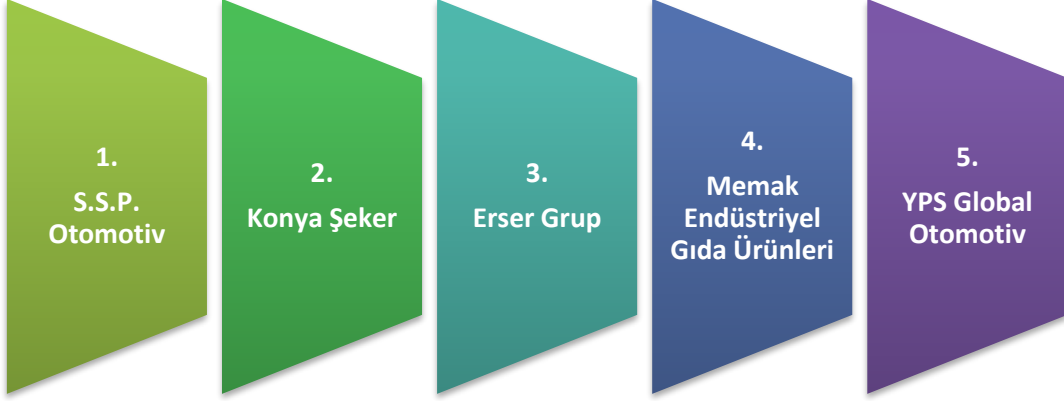 1.
S.S.P.
Otomotiv
2.
Konya Şeker
3.
Erser Grup
4.
Memak
Endüstriyel
Gıda Ürünleri
5.
YPS Global
Otomotiv